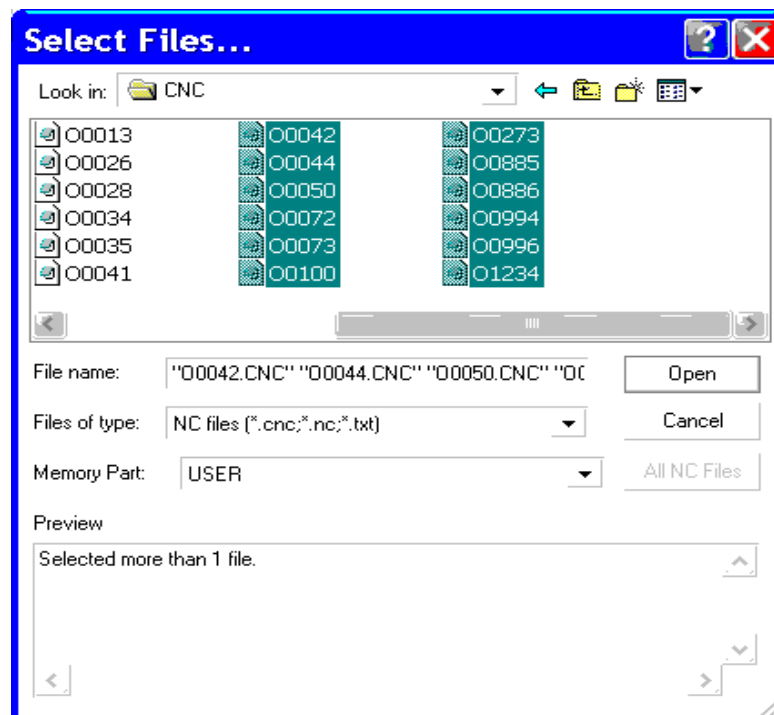 Select Files...
Look in: CNC
O0013 O0042 O0273
O0026 O0044 O0885
O0028 O0050 O0886
O0034 O0072 O0994
O0035 O0073 O0996
O0041 O0100 O1234
File name: "O0042.CNC" "O0044.CNC" "O0050.CNC" "O( Open
Files of type: NC files (*.cnc;*.nc;*.txt) Cancel
Memory Part: USER All NC Files
Preview
Selected more than 1 file.